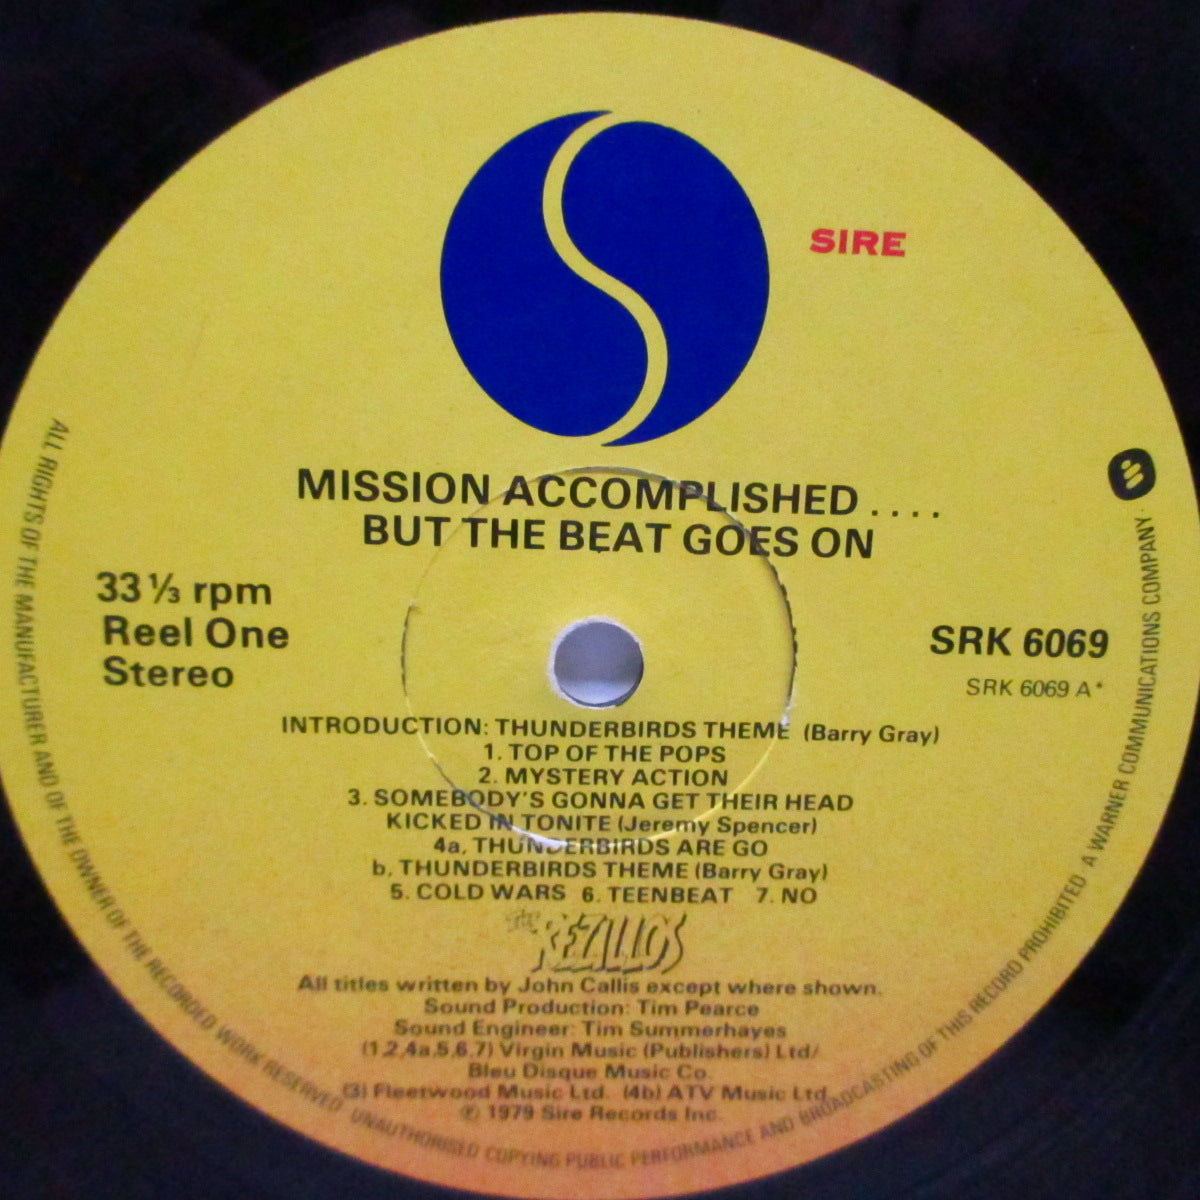 SIRE
MISSION ACCOMPLISHED ....
BUT THE BEAT GOES ON
33 ⅓ rpm
Reel One
Stereo
SRK 6069
SRK 6069 A*
INTRODUCTION: THUNDERBIRDS THEME (Barry Gray)
1. TOP OF THE POPS
2. MYSTERY ACTION
3. SOMEBODY'S GONNA GET THEIR HEAD
KICKED IN TONITE (Jeremy Spencer)
4a. THUNDERBIRDS ARE GO
b. THUNDERBIRDS THEME (Barry Gray)
5. COLD WARS 6. TEENBEAT 7. NO
THE REZILLOS
All titles written by John Callis except where shown.
Sound Production: Tim Pearce
Sound Engineer: Tim Summerhayes
(1,2,4a,5,6,7) Virgin Music (Publishers) Ltd/
Bleu Disque Music Co.
(3) Fleetwood Music Ltd. (4b) ATV Music Ltd.
℗ 1979 Sire Records Inc.
ALL RIGHTS OF THE MANUFACTURER AND OF THE OWNER OF THE RECORDED WORK RESERVED UNAUTHORISED COPYING PUBLIC PERFORMANCE AND BROADCASTING OF THIS RECORD PROHIBITED A WARNER COMMUNICATIONS COMPANY ·